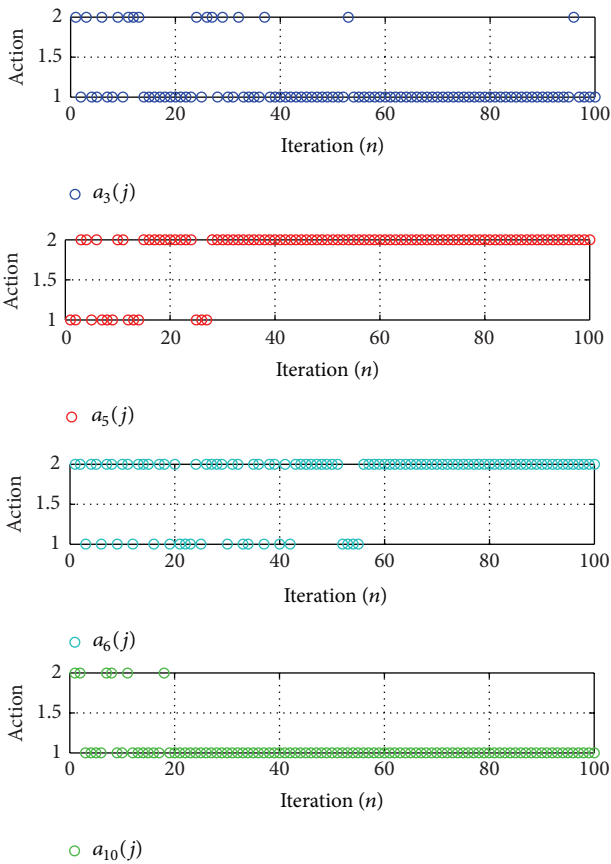 Action
2
1.5
1
0 20 40 60 80 100
Iteration (n)
a₃(j)
Action
2
1.5
1
0 20 40 60 80 100
Iteration (n)
a₅(j)
Action
2
1.5
1
0 20 40 60 80 100
Iteration (n)
a₆(j)
Action
2
1.5
1
0 20 40 60 80 100
Iteration (n)
a₁₀(j)